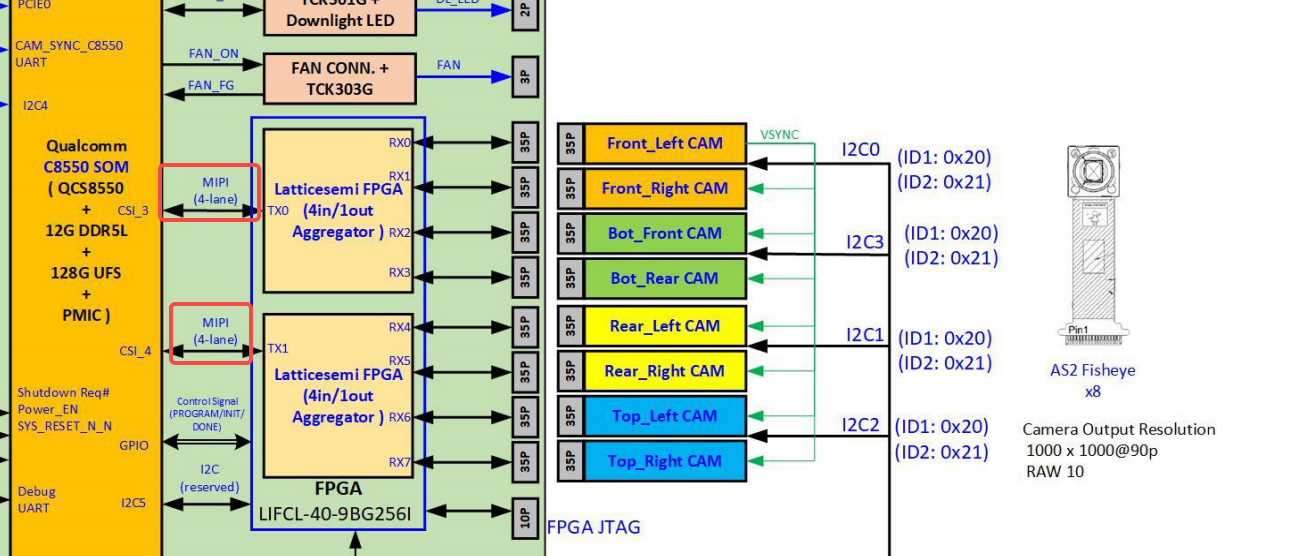 PCIE0
TCK301G +
Downlight LED
DL_LED
2P
CAM_SYNC_C8550
UART
FAN_ON
FAN_FG
FAN CONN. +
TCK303G
FAN
3P
I2C4
Qualcomm
C8550 SOM
( QCS8550
+
12G DDR5L
+
128G UFS
+
PMIC )
MIPI
(4-lane)
CSI_3
TX0
Latticesemi FPGA
(4in/1out
Aggregator )
RX0
RX1
RX2
RX3
35P
35P
35P
35P
MIPI
(4-lane)
CSI_4
TX1
Latticesemi FPGA
(4in/1out
Aggregator )
RX4
RX5
RX6
RX7
35P
35P
35P
35P
Shutdown Req#
Power_EN
SYS_RESET_N_N
GPIO
Control Signal
(PROGRAM/INIT/
DONE)
I2C
(reserved)
Debug
UART
I2C5
FPGA
LIFCL-40-9BG256I
10P
FPGA JTAG
35P
Front_Left CAM
35P
Front_Right CAM
35P
Bot_Front CAM
35P
Bot_Rear CAM
35P
Rear_Left CAM
35P
Rear_Right CAM
35P
Top_Left CAM
35P
Top_Right CAM
VSYNC
I2C0
(ID1: 0x20)
(ID2: 0x21)
I2C3
(ID1: 0x20)
(ID2: 0x21)
I2C1
(ID1: 0x20)
(ID2: 0x21)
I2C2
(ID1: 0x20)
(ID2: 0x21)
Pin1
AS2 Fisheye
x8
Camera Output Resolution
1000 x 1000@90p
RAW 10